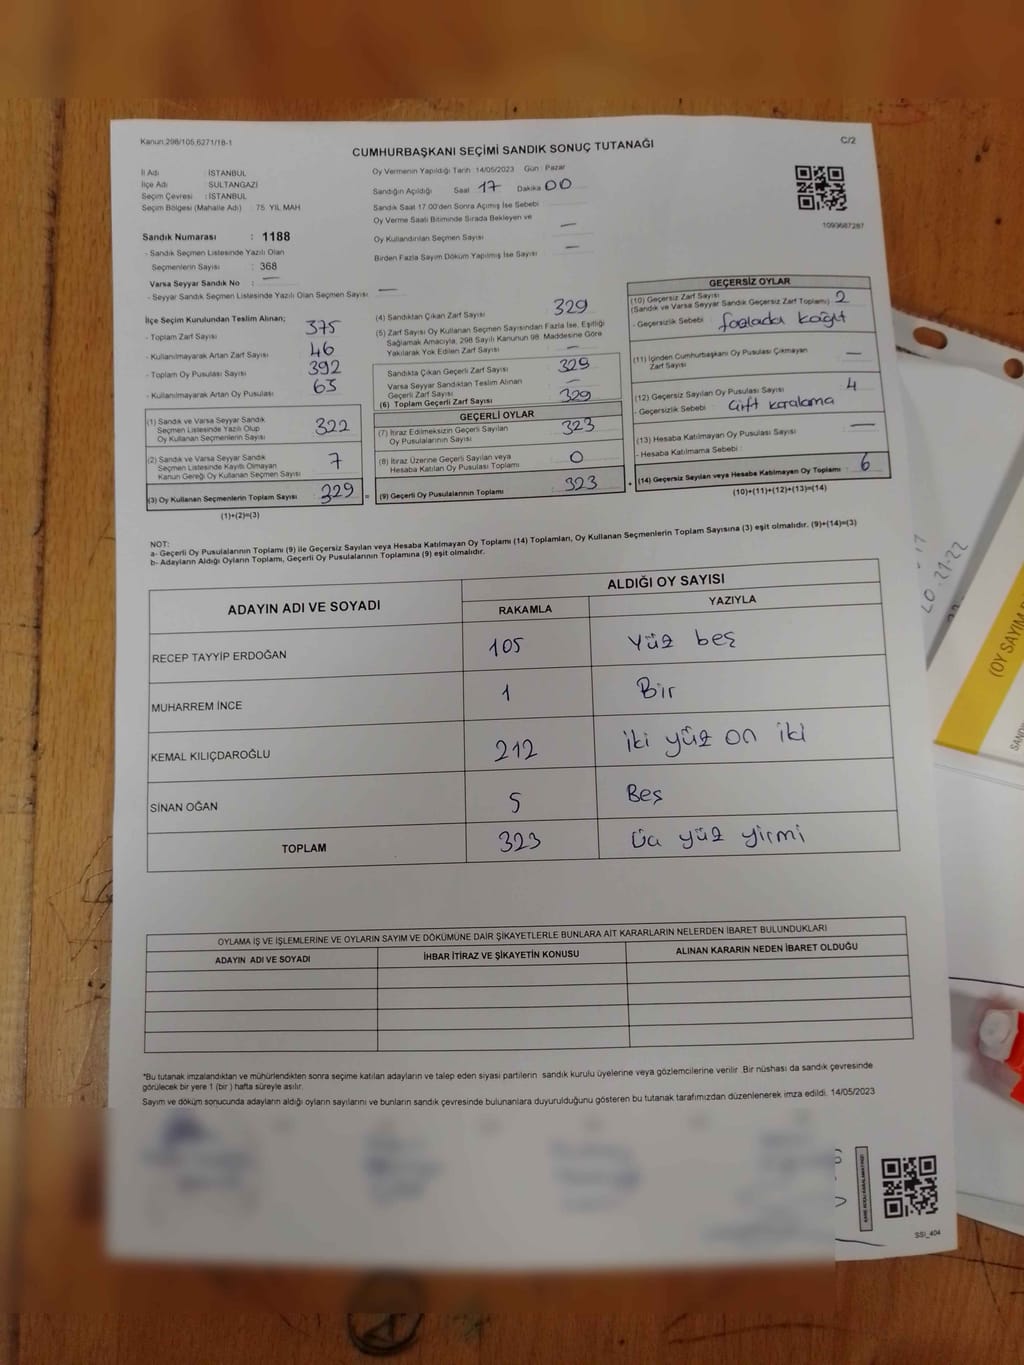 Kanun:298/105,6271/18-1
C/2
CUMHURBAŞKANI SEÇİMİ SANDIK SONUÇ TUTANAĞI
İl Adı : İSTANBUL
İlçe Adı : SULTANGAZİ
Seçim Çevresi : İSTANBUL
Seçim Bölgesi (Mahalle Adı) : 75. YIL MAH
Oy Vermenin Yapıldığı Tarih 14/05/2023 Gün : Pazar
Sandığın Açıldığı Saat 17 Dakika 00
Sandık Saat 17.00'den Sonra Açılmış İse Sebebi
Oy Verme Saati Bitiminde Sırada Bekleyen ve
Oy Kullandırılan Seçmen Sayısı —
Birden Fazla Sayım Döküm Yapılmış İse Sayısı —
1093687287
Sandık Numarası : 1188
- Sandık Seçmen Listesinde Yazılı Olan
Seçmenlerin Sayısı : 368
Varsa Seyyar Sandık No : —
- Seyyar Sandık Seçmen Listesinde Yazılı Olan Seçmen Sayısı: —
İlçe Seçim Kurulundan Teslim Alınan;
- Toplam Zarf Sayısı 375
- Kullanılmayarak Artan Zarf Sayısı 46
- Toplam Oy Pusulası Sayısı 392
- Kullanılmayarak Artan Oy Pusulası 63
(1) Sandık ve Varsa Seyyar Sandık
Seçmen Listesinde Yazılı Olup
Oy Kullanan Seçmenlerin Sayısı 322
(2) Sandık ve Varsa Seyyar Sandık
Seçmen Listesinde Kayıtlı Olmayan
Kanun Gereği Oy Kullanan Seçmen Sayısı 7
(3) Oy Kullanan Seçmenlerin Toplam Sayısı 329 =
(1)+(2)=(3)
(4) Sandıktan Çıkan Zarf Sayısı 329
(5) Zarf Sayısı Oy Kullanan Seçmen Sayısından Fazla İse, Eşitliği
Sağlamak Amacıyla, 298 Sayılı Kanunun 98. Maddesine Göre
Yakılarak Yok Edilen Zarf Sayısı —
Sandıkta Çıkan Geçerli Zarf Sayısı 329
Varsa Seyyar Sandıktan Teslim Alınan
Geçerli Zarf Sayısı —
(6) Toplam Geçerli Zarf Sayısı 329
GEÇERLİ OYLAR
(7) İtiraz Edilmeksizin Geçerli Sayılan
Oy Pusulalarının Sayısı 323
(8) İtiraz Üzerine Geçerli Sayılan veya
Hesaba Katılan Oy Pusulası Toplamı 0
(9) Geçerli Oy Pusulalarının Toplamı 323 +
GEÇERSİZ OYLAR
(10) Geçersiz Zarf Sayısı
(Sandık ve Varsa Seyyar Sandık Geçersiz Zarf Toplamı) 2
- Geçersizlik Sebebi : fazlada kağıt
(11) İçinden Cumhurbaşkanı Oy Pusulası Çıkmayan
Zarf Sayısı —
(12) Geçersiz Sayılan Oy Pusulası Sayısı 4
- Geçersizlik Sebebi : Çift karalama
(13) Hesaba Katılmayan Oy Pusulası Sayısı —
- Hesaba Katılmama Sebebi :
(14) Geçersiz Sayılan veya Hesaba Katılmayan Oy Toplamı : 6
(10)+(11)+(12)+(13)=(14)
NOT:
a- Geçerli Oy Pusulalarının Toplamı (9) ile Geçersiz Sayılan veya Hesaba Katılmayan Oy Toplamı (14) Toplamları, Oy Kullanan Seçmenlerin Toplam Sayısına (3) eşit olmalıdır. (9)+(14)=(3)
b- Adayların Aldığı Oyların Toplamı, Geçerli Oy Pusulalarının Toplamına (9) eşit olmalıdır.
ADAYIN ADI VE SOYADI
ALDIĞI OY SAYISI
RAKAMLA YAZIYLA
RECEP TAYYİP ERDOĞAN 105 Yüz beş
MUHARREM İNCE 1 Bir
KEMAL KILIÇDAROĞLU 212 iki yüz on iki
SİNAN OĞAN 5 Beş
TOPLAM 323 Üç yüz yirmi
OYLAMA İŞ VE İŞLEMLERİNE VE OYLARIN SAYIM VE DÖKÜMÜNE DAİR ŞİKAYETLERLE BUNLARA AİT KARARLARIN NELERDEN İBARET BULUNDUKLARI
ADAYIN ADI VE SOYADI İHBAR İTİRAZ VE ŞİKAYETİN KONUSU ALINAN KARARIN NEDEN İBARET OLDUĞU
*Bu tutanak imzalandıktan ve mühürlendikten sonra seçime katılan adayların ve talep eden siyasi partilerin sandık kurulu üyelerine veya gözlemcilerine verilir. Bir nüshası da sandık çevresinde
görülecek bir yere 1 (bir) hafta süreyle asılır.
Sayım ve döküm sonucunda adayların aldığı oyların sayılarını ve bunların sandık çevresinde bulunanlara duyurulduğunu gösteren bu tutanak tarafımızdan düzenlenerek imza edildi. 14/05/2023
SSI_404
20-21-22
(OY SAYIM